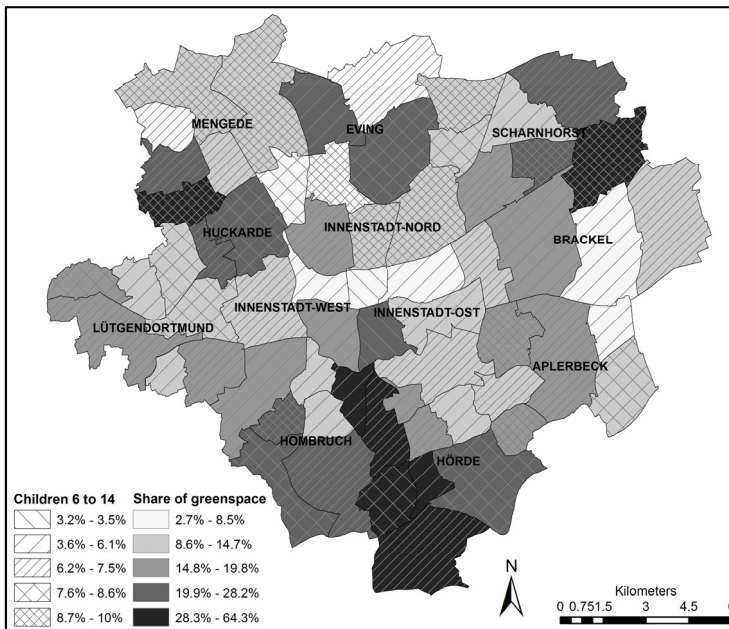 MENGEDE
EVING
SCHARNHORST
HUCKARDE
INNENSTADT-NORD
BRACKEL
INNENSTADT-WEST
INNENSTADT-OST
LÜTGENDORTMUND
APLERBECK
HOMBRUCH
HÖRDE
Children 6 to 14 Share of greenspace
3.2% - 3.5% 2.7% - 8.5%
3.6% - 6.1% 8.6% - 14.7%
6.2% - 7.5% 14.8% - 19.8%
7.6% - 8.6% 19.9% - 28.2%
8.7% - 10% 28.3% - 64.3%
N
Kilometers
0 0.751.5 3 4.5